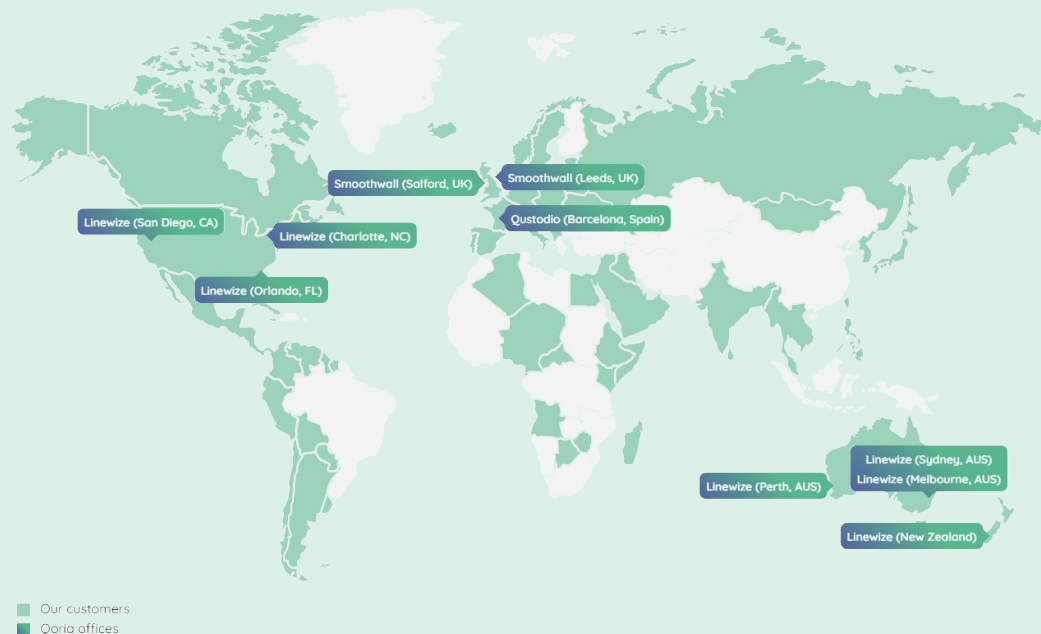 Smoothwall (Salford, UK)
Smoothwall (Leeds, UK)
Linewize (San Diego, CA)
Qustodio (Barcelona, Spain)
Linewize (Charlotte, NC)
Linewize (Orlando, FL)
Linewize (Sydney, AUS)
Linewize (Melbourne, AUS)
Linewize (Perth, AUS)
Linewize (New Zealand)
Our customers
Qoria offices